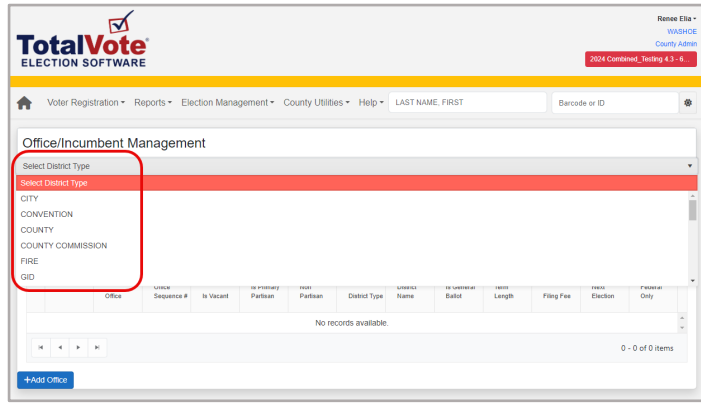 TotalVote
ELECTION SOFTWARE
Renee Elia
WASHOE
County Admin
2024 Combined_Testing 4.3 - 6...
Voter Registration Reports Election Management County Utilities Help LAST NAME, FIRST Barcode or ID
Office/Incumbent Management
Select District Type
Select District Type
CITY
CONVENTION
COUNTY
COUNTY COMMISSION
FIRE
GID
Office Is Primary Non District Is General Term Next Federal
Office Sequence # Is Vacant Partisan Partisan District Type Name Ballot Length Filing Fee Election Only
No records available.
0 - 0 of 0 items
+Add Office